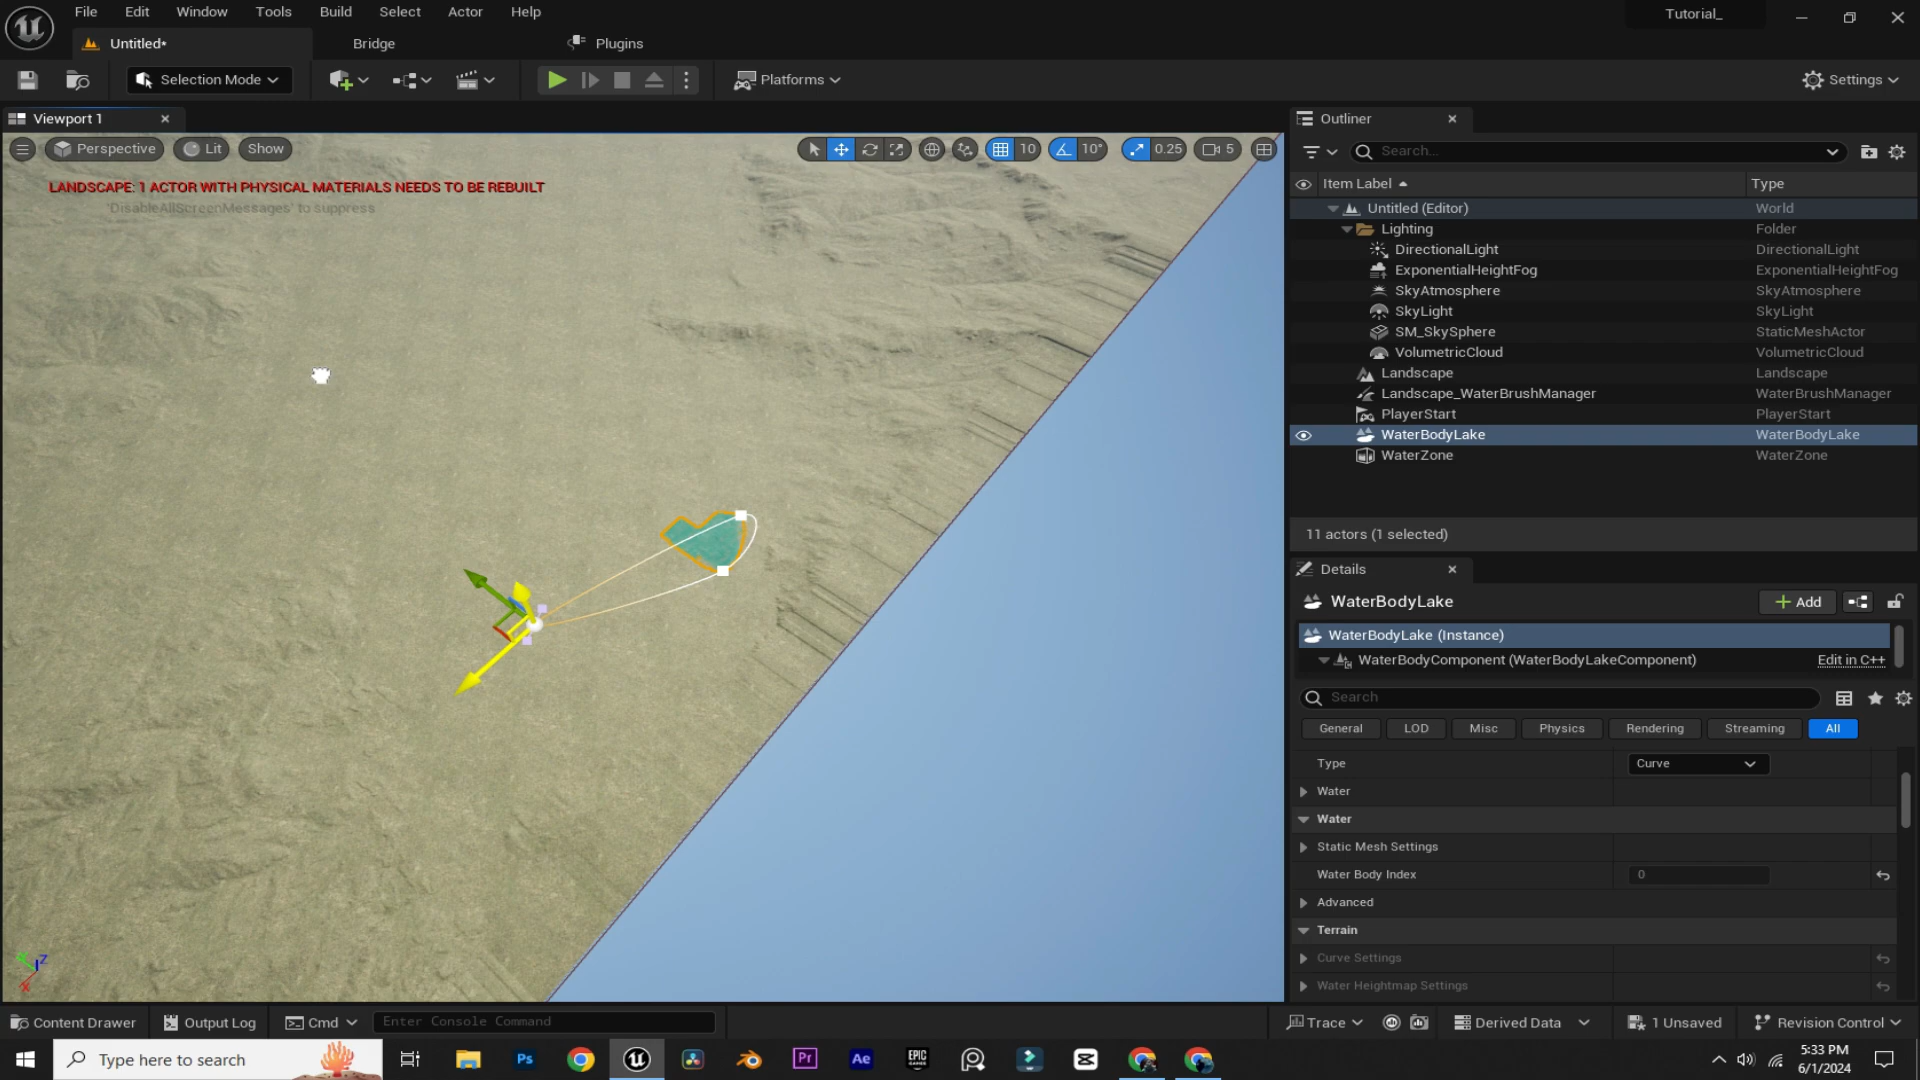 File Edit Window Tools Build Select Actor Help
Tutorial_
Untitled*
Bridge
Plugins
Selection Mode
Platforms
Settings
Viewport 1
Perspective
Lit
Show
10
10°
0.25
5
LANDSCAPE: 1 ACTOR WITH PHYSICAL MATERIALS NEEDS TO BE REBUILT
'DisableAllScreenMessages' to suppress
Z
X
Outliner
Search...
Item Label Type
Untitled (Editor) World
Lighting Folder
DirectionalLight DirectionalLight
ExponentialHeightFog ExponentialHeightFog
SkyAtmosphere SkyAtmosphere
SkyLight SkyLight
SM_SkySphere StaticMeshActor
VolumetricCloud VolumetricCloud
Landscape Landscape
Landscape_WaterBrushManager WaterBrushManager
PlayerStart PlayerStart
WaterBodyLake WaterBodyLake
WaterZone WaterZone
11 actors (1 selected)
Details
WaterBodyLake
Add
WaterBodyLake (Instance)
WaterBodyComponent (WaterBodyLakeComponent) Edit in C++
Search
General LOD Misc Physics Rendering Streaming All
Type Curve
Water
Water
Static Mesh Settings
Water Body Index 0
Advanced
Terrain
Curve Settings
Water Heightmap Settings
Content Drawer
Output Log
Cmd
Enter Console Command
Trace
Derived Data
1 Unsaved
Revision Control
Type here to search
Ps
Pr
Ae
EPIC
GAMES
5:33 PM
6/1/2024